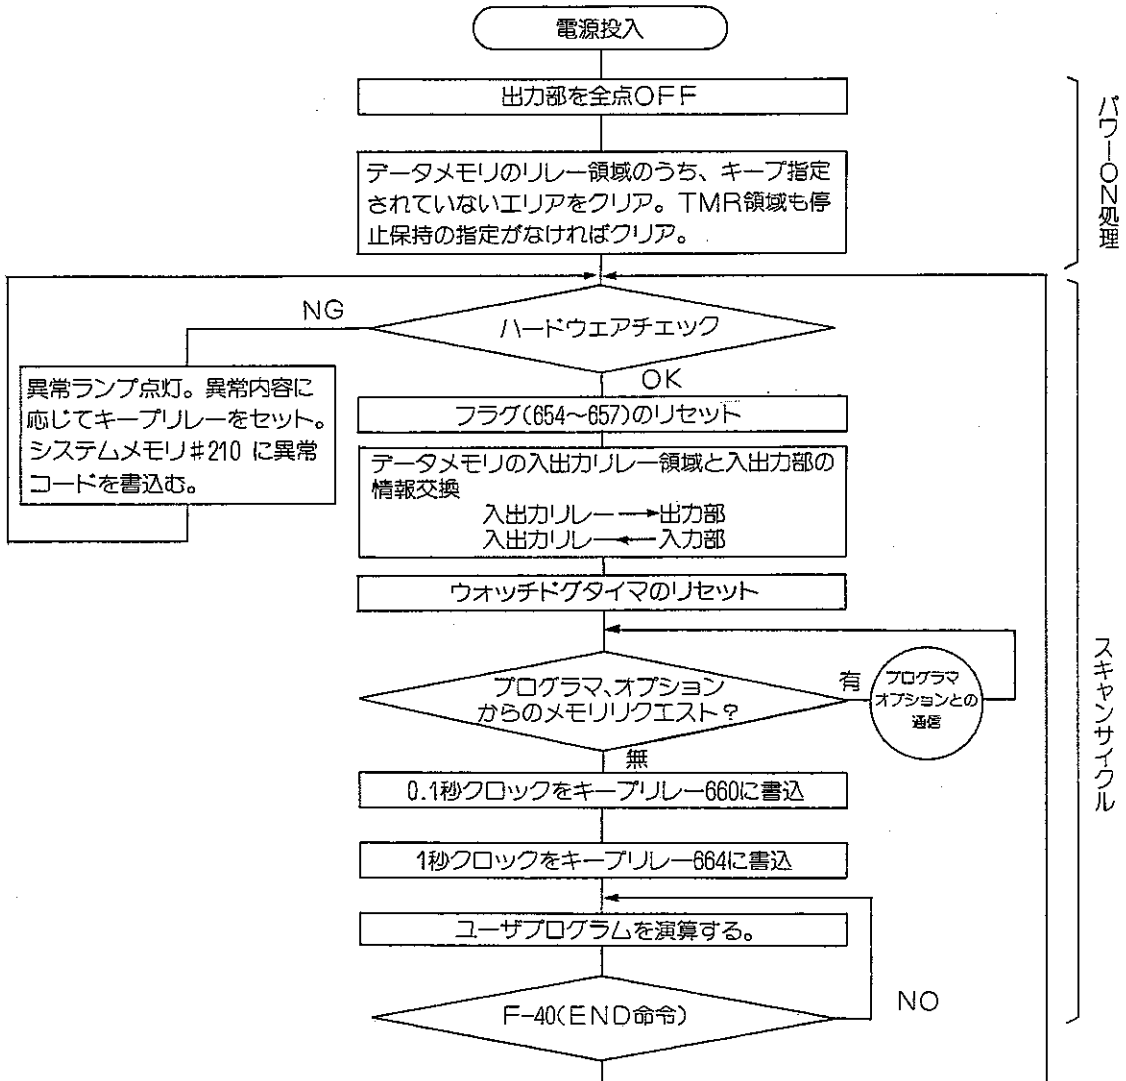 電源投入
出力部を全点OFF
データメモリのリレー領域のうち、キープ指定
されていないエリアをクリア。TMR領域も停
止保持の指定がなければクリア。
パワーON処理
NG
ハードウェアチェック
OK
異常ランプ点灯。異常内容に
応じてキープリレーをセット。
システムメモリ#210 に異常
コードを書込む。
フラグ(654～657)のリセット
データメモリの入出力リレー領域と入出力部の
情報交換
入出力リレー→出力部
入出力リレー←入力部
ウォッチドグタイマのリセット
プログラマ、オプション
からのメモリリクエスト?
有
プログラマ
オプションとの
通信
無
0.1秒クロックをキープリレー660に書込
1秒クロックをキープリレー664に書込
ユーザプログラムを演算する。
F-40(END命令)
NO
スキャンサイクル